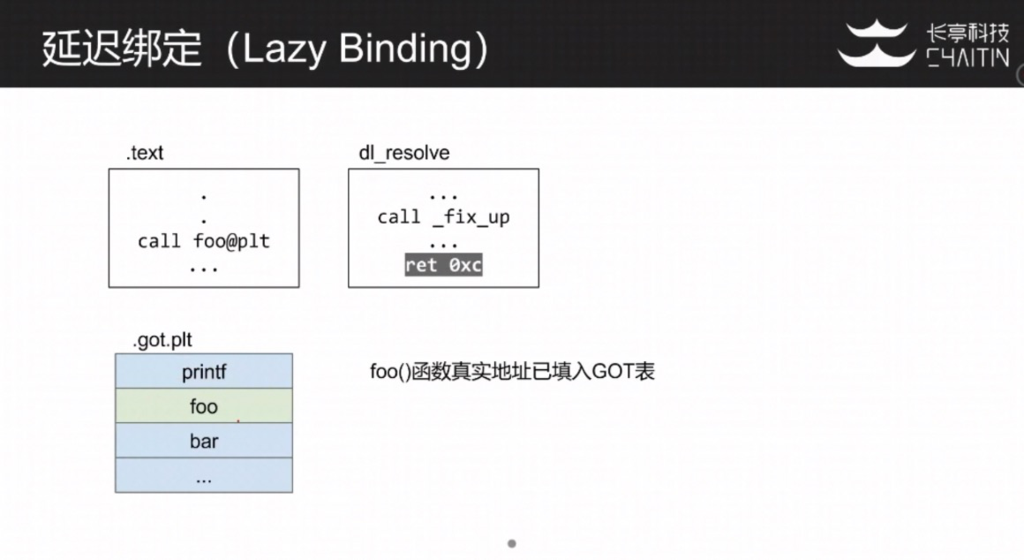 延迟绑定（Lazy Binding）
长亭科技
CHAITIN
.text
.
.
call foo@plt
...
dl_resolve
...
call _fix_up
...
ret 0xc
.got.plt
printf
foo
bar
...
foo()函数真实地址已填入GOT表